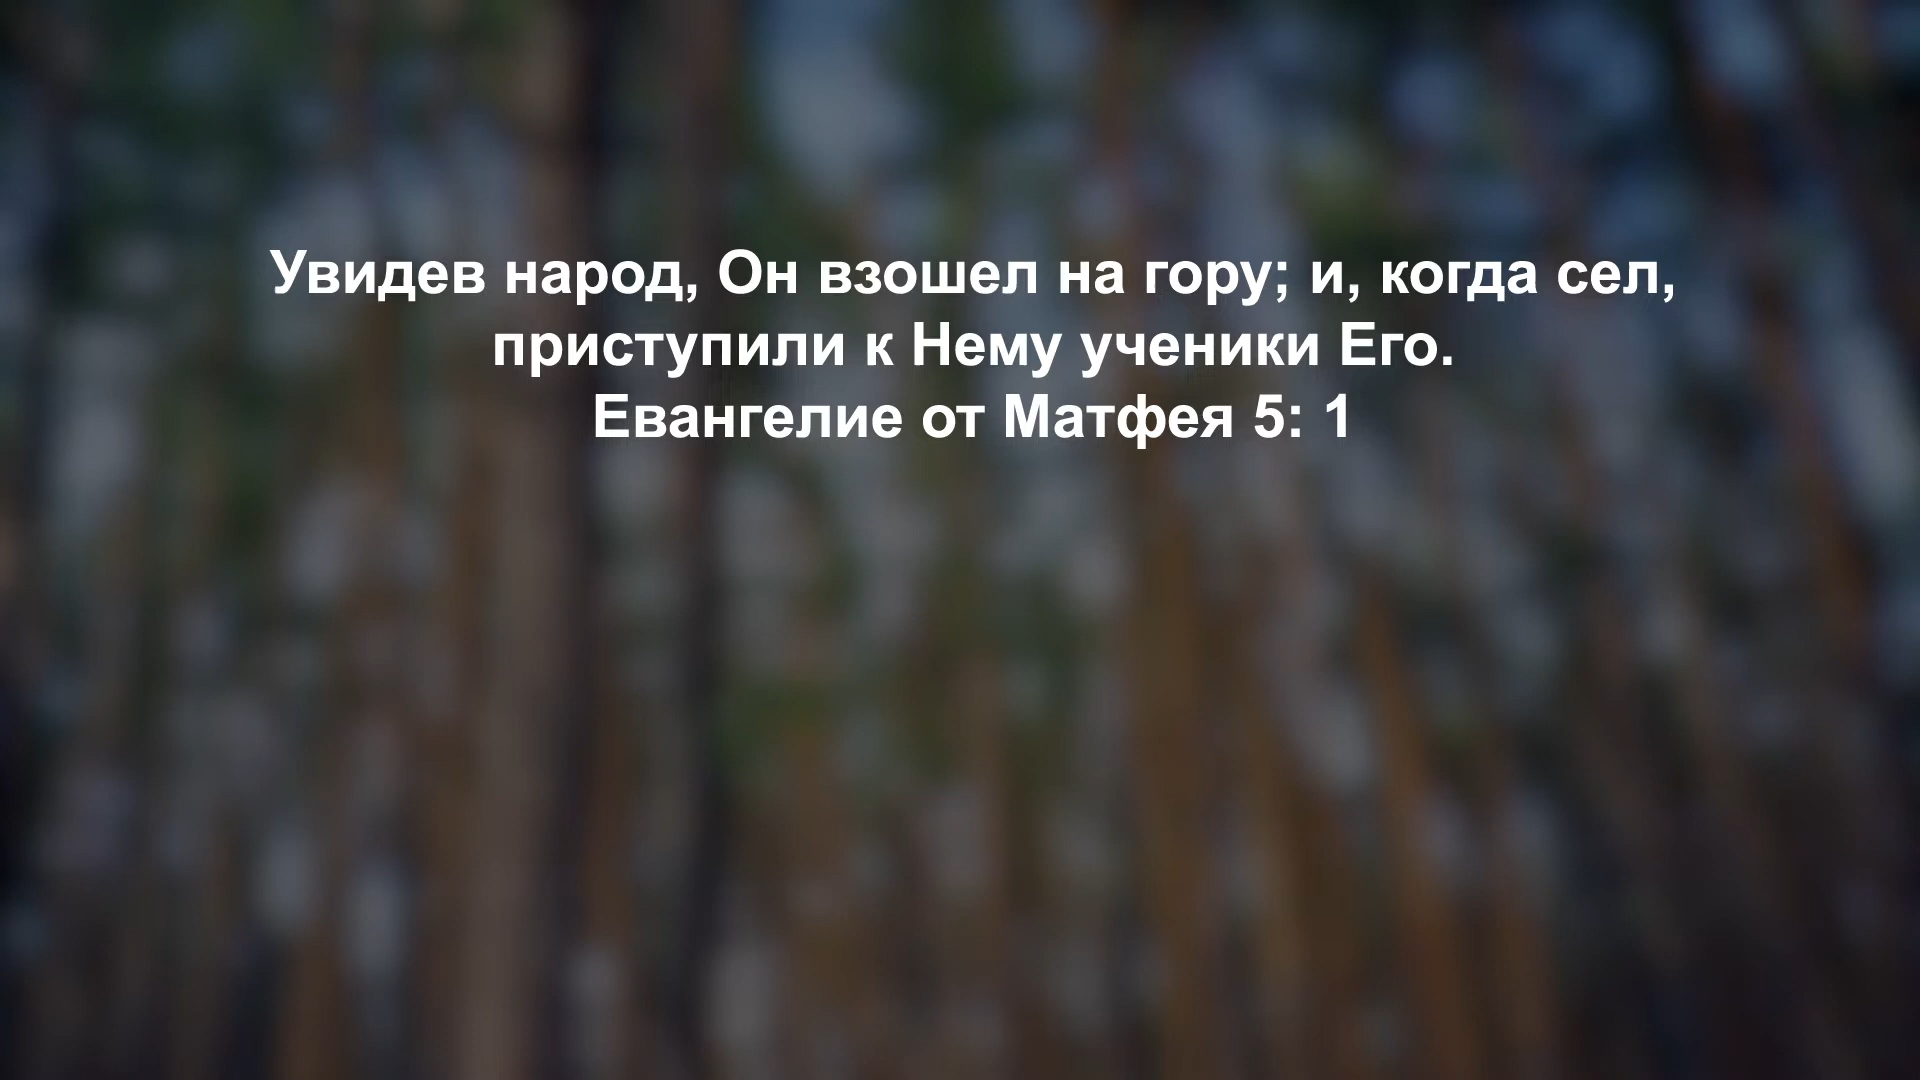 Увидев народ, Он взошел на гору; и, когда сел,
приступили к Нему ученики Его.
Евангелие от Матфея 5: 1